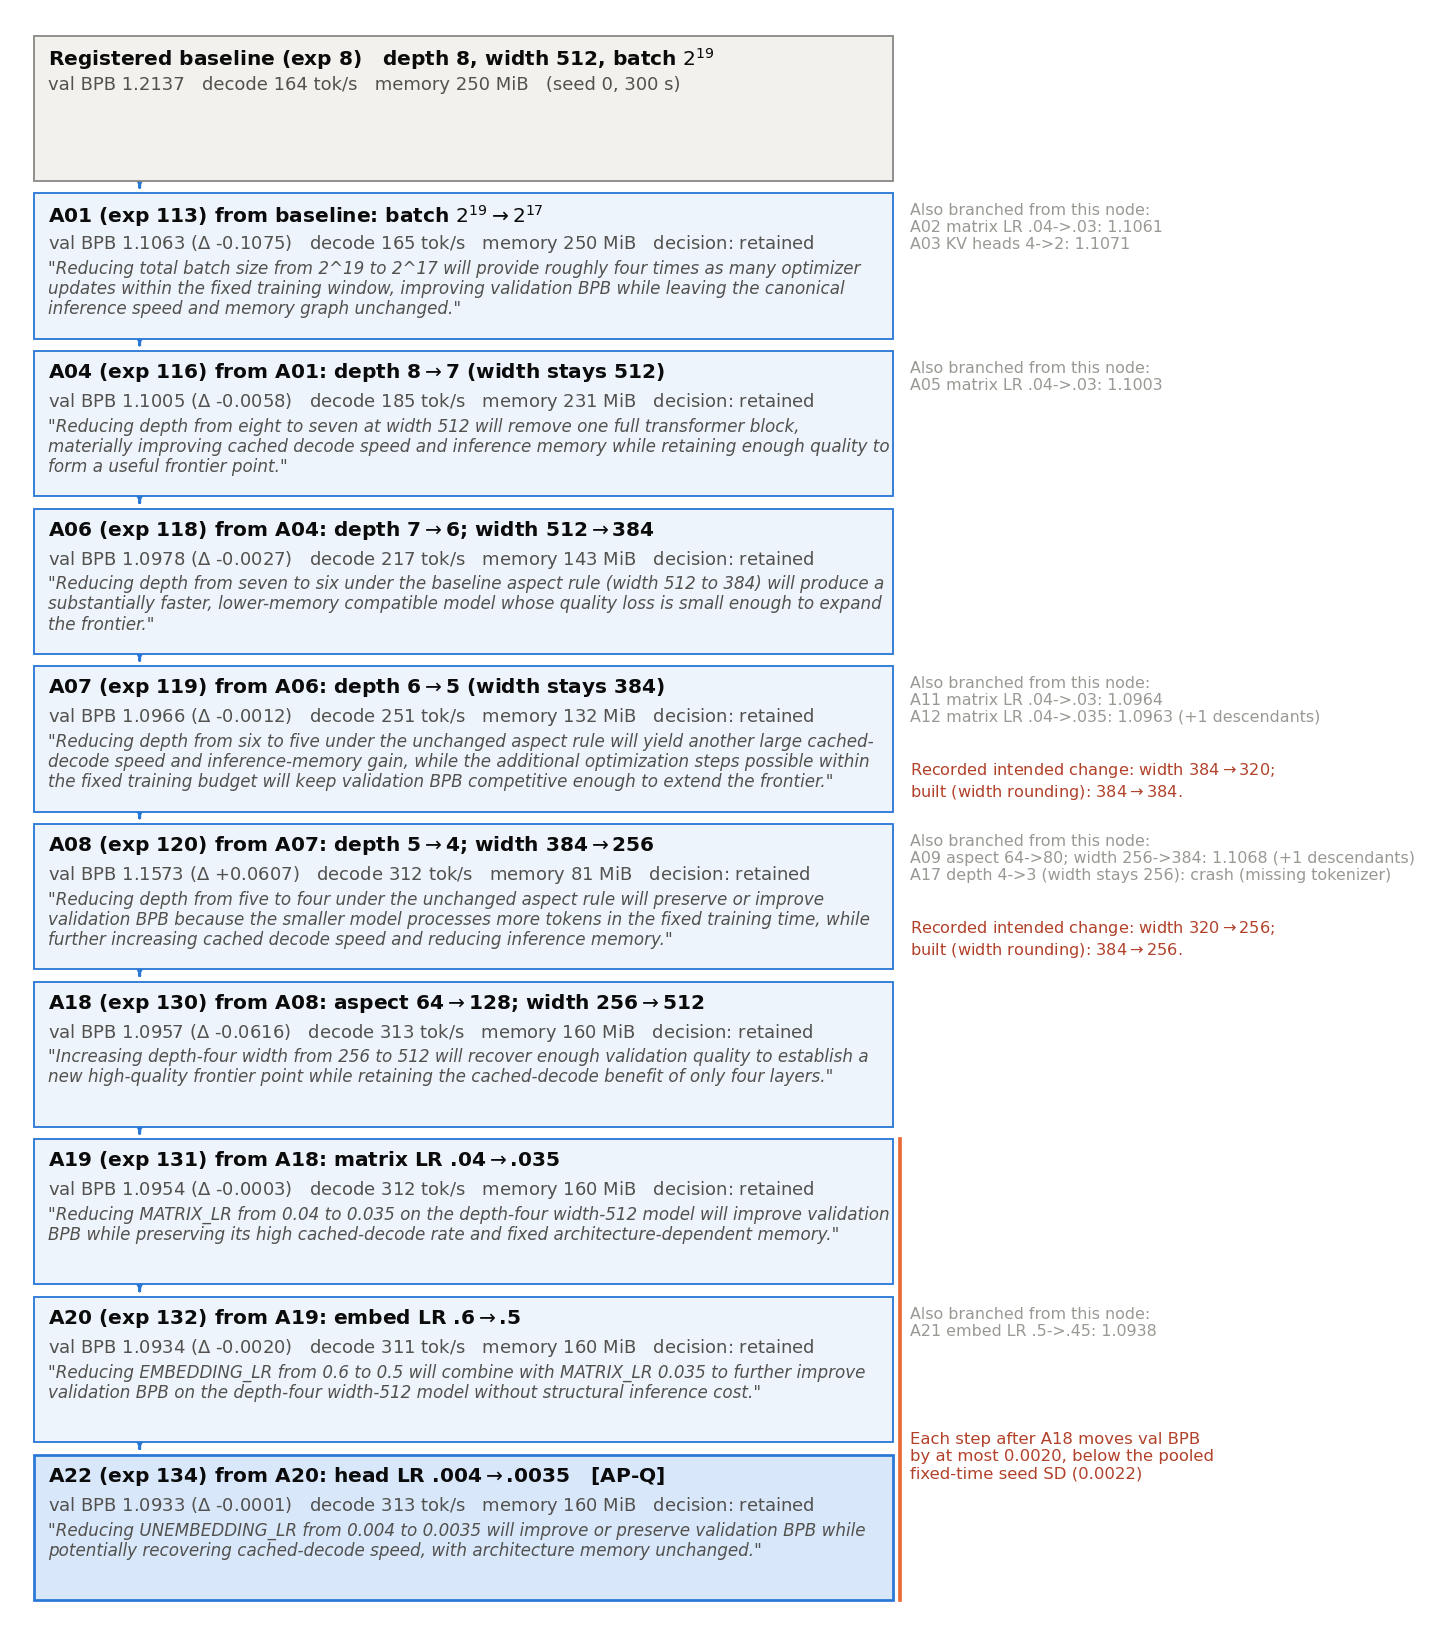 Registered baseline (exp 8)   depth 8, width 512, batch 2^19
val BPB 1.2137   decode 164 tok/s   memory 250 MiB   (seed 0, 300 s)
A01 (exp 113) from baseline: batch 2^19→2^17
val BPB 1.1063 (Δ -0.1075)   decode 165 tok/s   memory 250 MiB   decision: retained
"Reducing total batch size from 2^19 to 2^17 will provide roughly four times as many optimizer
updates within the fixed training window, improving validation BPB while leaving the canonical
inference speed and memory graph unchanged."
Also branched from this node:
A02 matrix LR .04->.03: 1.1061
A03 KV heads 4->2: 1.1071
A04 (exp 116) from A01: depth 8→7 (width stays 512)
val BPB 1.1005 (Δ -0.0058)   decode 185 tok/s   memory 231 MiB   decision: retained
"Reducing depth from eight to seven at width 512 will remove one full transformer block,
materially improving cached decode speed and inference memory while retaining enough quality to
form a useful frontier point."
Also branched from this node:
A05 matrix LR .04->.03: 1.1003
A06 (exp 118) from A04: depth 7→6; width 512→384
val BPB 1.0978 (Δ -0.0027)   decode 217 tok/s   memory 143 MiB   decision: retained
"Reducing depth from seven to six under the baseline aspect rule (width 512 to 384) will produce a
substantially faster, lower-memory compatible model whose quality loss is small enough to expand
the frontier."
A07 (exp 119) from A06: depth 6→5 (width stays 384)
val BPB 1.0966 (Δ -0.0012)   decode 251 tok/s   memory 132 MiB   decision: retained
"Reducing depth from six to five under the unchanged aspect rule will yield another large cached-
decode speed and inference-memory gain, while the additional optimization steps possible within
the fixed training budget will keep validation BPB competitive enough to extend the frontier."
Also branched from this node:
A11 matrix LR .04->.03: 1.0964
A12 matrix LR .04->.035: 1.0963 (+1 descendants)
Recorded intended change: width 384→320;
built (width rounding): 384→384.
A08 (exp 120) from A07: depth 5→4; width 384→256
val BPB 1.1573 (Δ +0.0607)   decode 312 tok/s   memory 81 MiB   decision: retained
"Reducing depth from five to four under the unchanged aspect rule will preserve or improve
validation BPB because the smaller model processes more tokens in the fixed training time, while
further increasing cached decode speed and reducing inference memory."
Also branched from this node:
A09 aspect 64->80; width 256->384: 1.1068 (+1 descendants)
A17 depth 4->3 (width stays 256): crash (missing tokenizer)
Recorded intended change: width 320→256;
built (width rounding): 384→256.
A18 (exp 130) from A08: aspect 64→128; width 256→512
val BPB 1.0957 (Δ -0.0616)   decode 313 tok/s   memory 160 MiB   decision: retained
"Increasing depth-four width from 256 to 512 will recover enough validation quality to establish a
new high-quality frontier point while retaining the cached-decode benefit of only four layers."
A19 (exp 131) from A18: matrix LR .04→.035
val BPB 1.0954 (Δ -0.0003)   decode 312 tok/s   memory 160 MiB   decision: retained
"Reducing MATRIX_LR from 0.04 to 0.035 on the depth-four width-512 model will improve validation
BPB while preserving its high cached-decode rate and fixed architecture-dependent memory."
A20 (exp 132) from A19: embed LR .6→.5
val BPB 1.0934 (Δ -0.0020)   decode 311 tok/s   memory 160 MiB   decision: retained
"Reducing EMBEDDING_LR from 0.6 to 0.5 will combine with MATRIX_LR 0.035 to further improve
validation BPB on the depth-four width-512 model without structural inference cost."
Also branched from this node:
A21 embed LR .5->.45: 1.0938
Each step after A18 moves val BPB
by at most 0.0020, below the pooled
fixed-time seed SD (0.0022)
A22 (exp 134) from A20: head LR .004→.0035   [AP-Q]
val BPB 1.0933 (Δ -0.0001)   decode 313 tok/s   memory 160 MiB   decision: retained
"Reducing UNEMBEDDING_LR from 0.004 to 0.0035 will improve or preserve validation BPB while
potentially recovering cached-decode speed, with architecture memory unchanged."